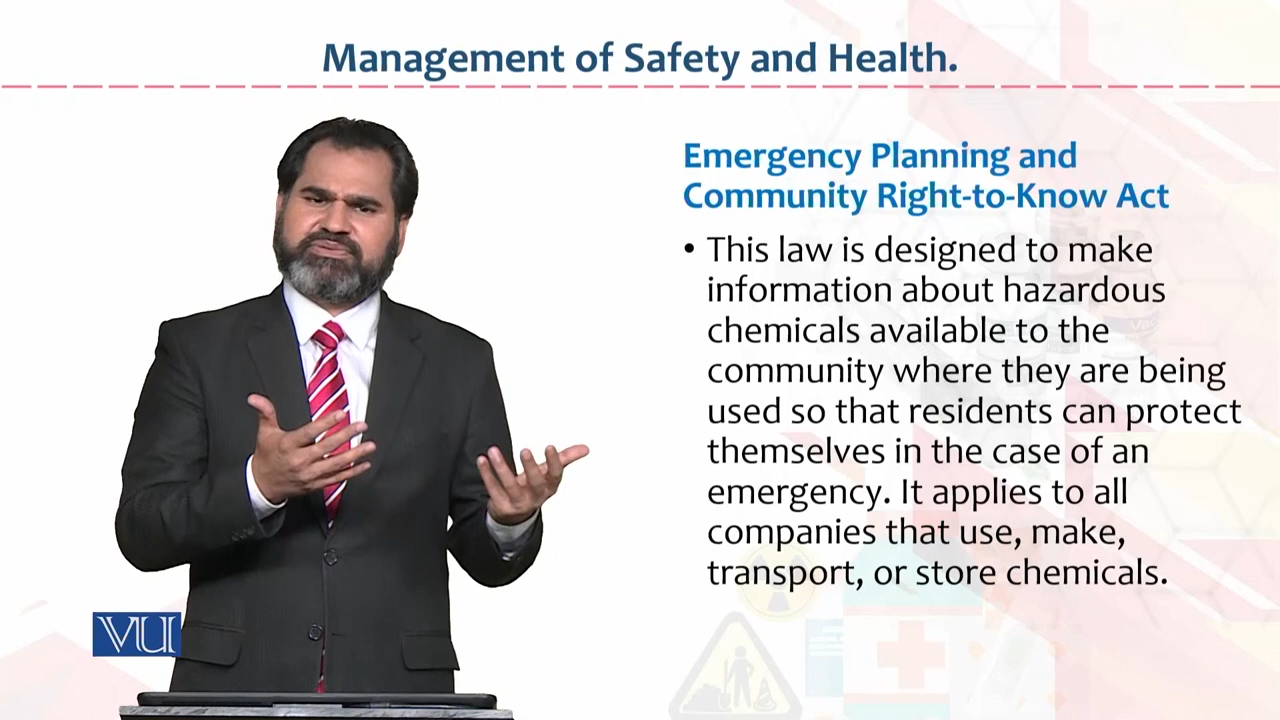 Management of Safety and Health.
Emergency Planning and
Community Right-to-Know Act
• This law is designed to make
information about hazardous
chemicals available to the
community where they are being
used so that residents can protect
themselves in the case of an
emergency. It applies to all
companies that use, make,
transport, or store chemicals.
VU